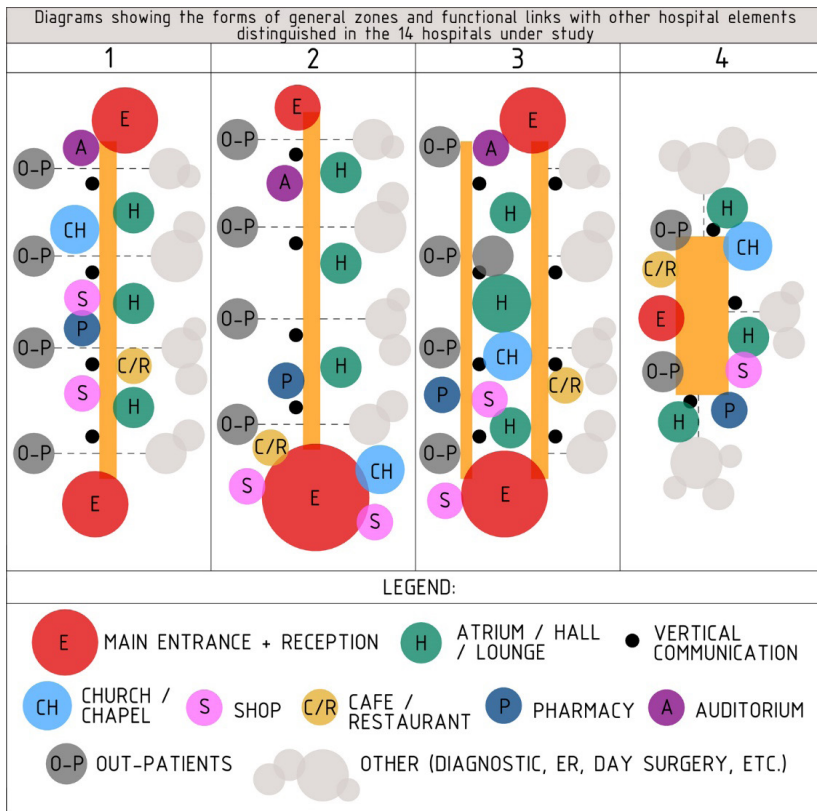 Diagrams showing the forms of general zones and functional links with other hospital elements
distinguished in the 14 hospitals under study
1
2
3
4
E
A
O-P
H
CH
O-P
S
H
P
O-P
C/R
S
H
O-P
E
E
O-P
H
A
O-P
H
O-P
H
P
O-P
C/R
CH
S
E
S
E
O-P
A
H
O-P
H
O-P
CH
C/R
P
S
H
O-P
E
S
H
O-P
CH
C/R
E
H
O-P
S
P
H
LEGEND:
E MAIN ENTRANCE + RECEPTION
H ATRIUM / HALL
/ LOUNGE
VERTICAL
COMMUNICATION
CH CHURCH /
CHAPEL
S SHOP
C/R CAFE /
RESTAURANT
P PHARMACY
A AUDITORIUM
O-P OUT-PATIENTS
OTHER (DIAGNOSTIC, ER, DAY SURGERY, ETC.)